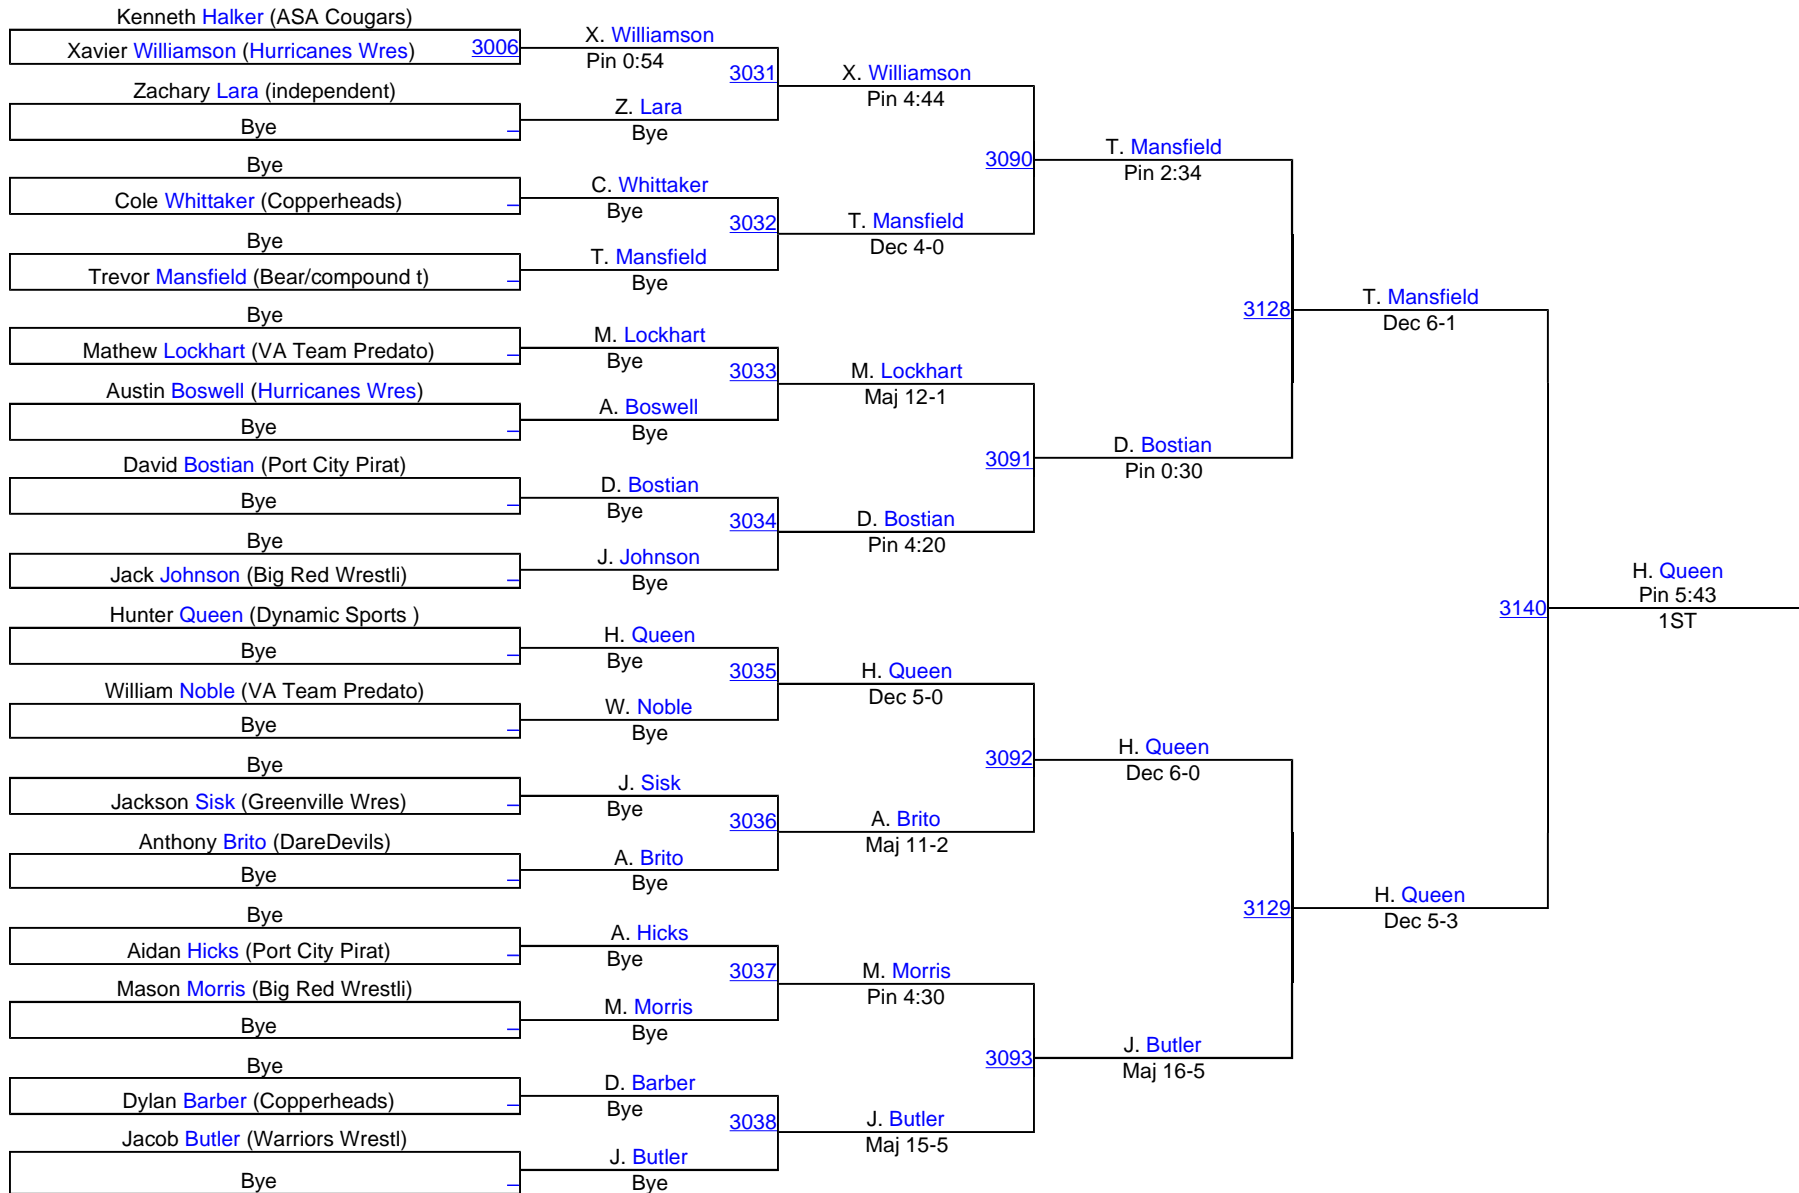 Kenneth Halker (ASA Cougars)
Xavier Williamson (Hurricanes Wres) 3006
Zachary Lara (independent)
Bye
Bye
Cole Whittaker (Copperheads)
Bye
Trevor Mansfield (Bear/compound t)
Bye
Mathew Lockhart (VA Team Predato)
Austin Boswell (Hurricanes Wres)
Bye
David Bostian (Port City Pirat)
Bye
Bye
Jack Johnson (Big Red Wrestli)
Hunter Queen (Dynamic Sports )
Bye
William Noble (VA Team Predato)
Bye
Bye
Jackson Sisk (Greenville Wres)
Anthony Brito (DareDevils)
Bye
Bye
Aidan Hicks (Port City Pirat)
Mason Morris (Big Red Wrestli)
Bye
Bye
Dylan Barber (Copperheads)
Jacob Butler (Warriors Wrestl)
Bye
X. Williamson
Pin 0:54
3031
Z. Lara
Bye
C. Whittaker
Bye
3032
T. Mansfield
Bye
M. Lockhart
Bye
3033
A. Boswell
Bye
D. Bostian
Bye
3034
J. Johnson
Bye
H. Queen
Bye
3035
W. Noble
Bye
J. Sisk
Bye
3036
A. Brito
Bye
A. Hicks
Bye
3037
M. Morris
Bye
D. Barber
Bye
3038
J. Butler
Bye
X. Williamson
Pin 4:44
3090
T. Mansfield
Dec 4-0
M. Lockhart
Maj 12-1
3091
D. Bostian
Pin 4:20
H. Queen
Dec 5-0
3092
A. Brito
Maj 11-2
M. Morris
Pin 4:30
3093
J. Butler
Maj 15-5
T. Mansfield
Pin 2:34
3128
D. Bostian
Pin 0:30
H. Queen
Dec 6-0
3129
J. Butler
Maj 16-5
T. Mansfield
Dec 6-1
3140
H. Queen
Dec 5-3
H. Queen
Pin 5:43
1ST